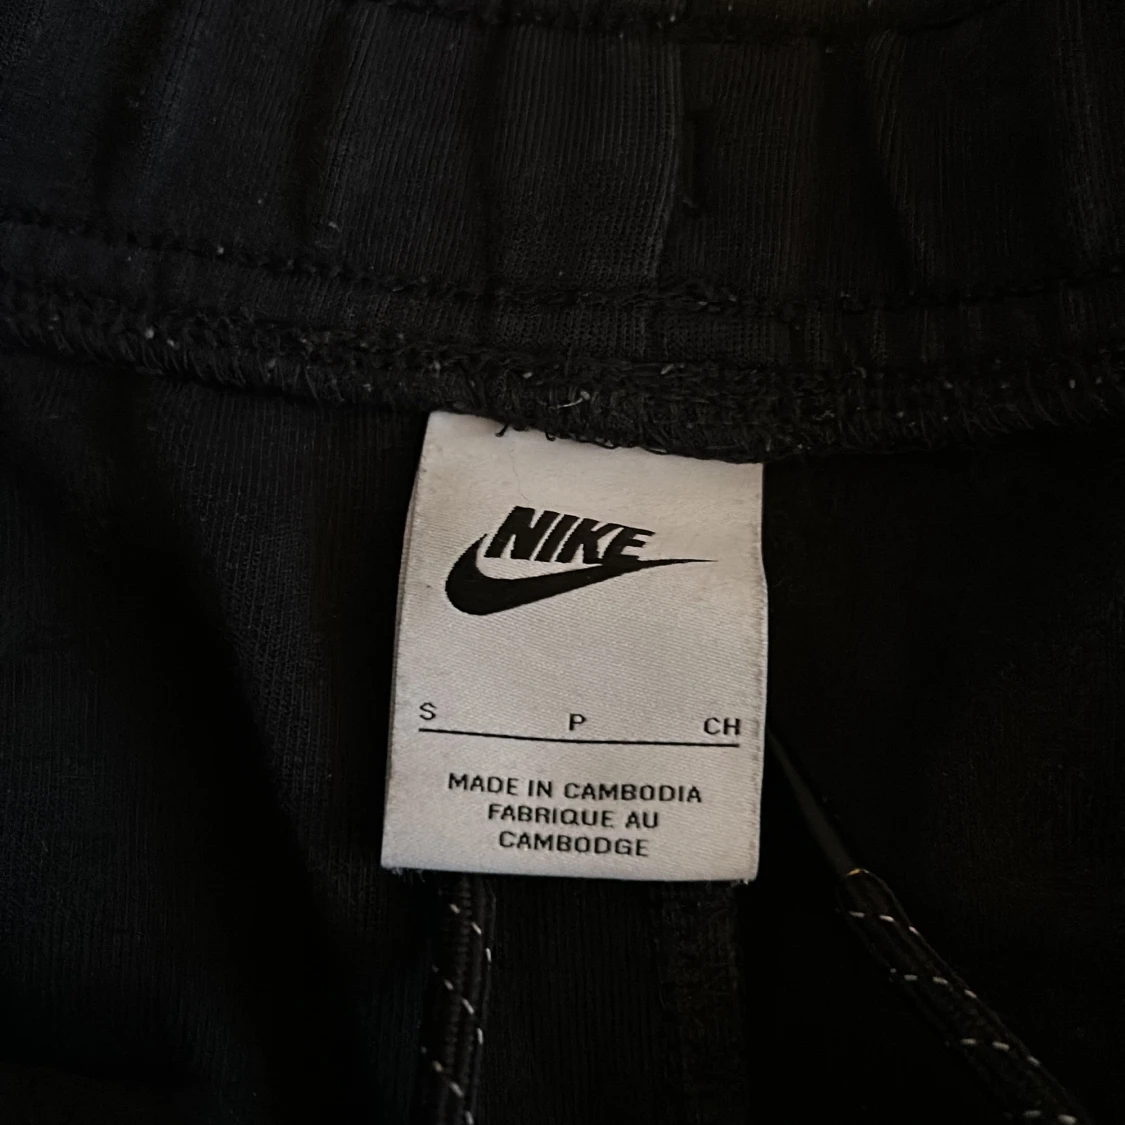 NIKE
S P CH
MADE IN CAMBODIA
FABRIQUE AU
CAMBODGE